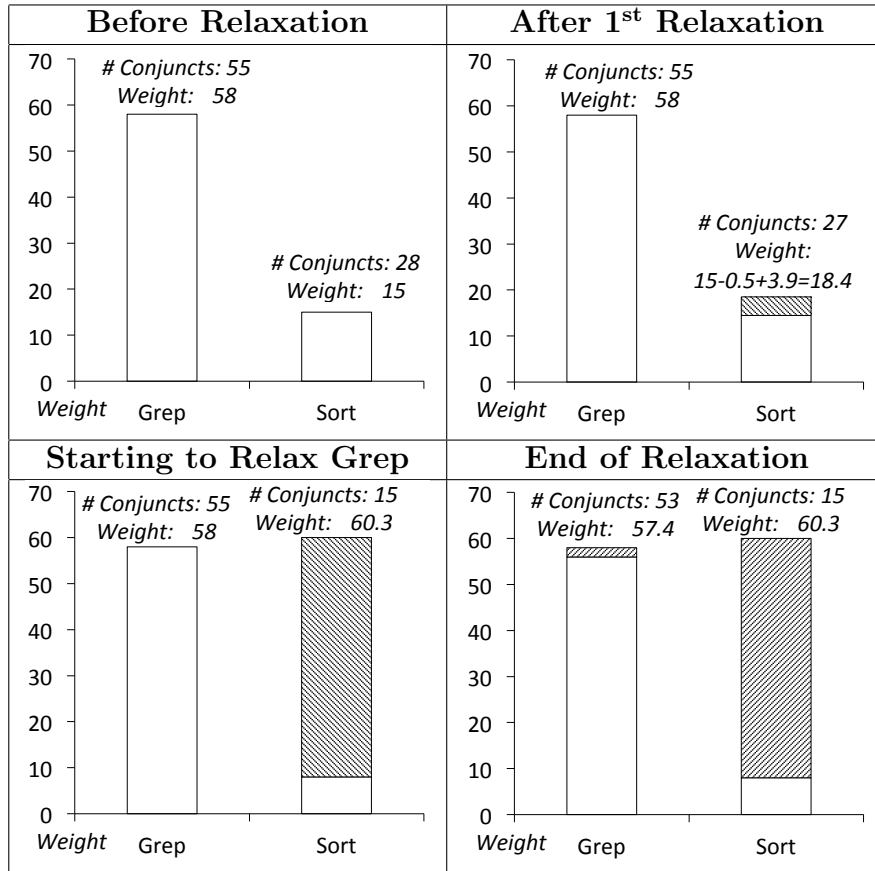 Before Relaxation
70
60
50
40
30
20
10
0
# Conjuncts: 55
Weight: 58
# Conjuncts: 28
Weight: 15
Weight Grep Sort
After 1st Relaxation
70
60
50
40
30
20
10
0
# Conjuncts: 55
Weight: 58
# Conjuncts: 27
Weight:
15-0.5+3.9=18.4
Weight Grep Sort
Starting to Relax Grep
70
60
50
40
30
20
10
0
# Conjuncts: 55
Weight: 58
# Conjuncts: 15
Weight: 60.3
Weight Grep Sort
End of Relaxation
70
60
50
40
30
20
10
0
# Conjuncts: 53
Weight: 57.4
# Conjuncts: 15
Weight: 60.3
Weight Grep Sort